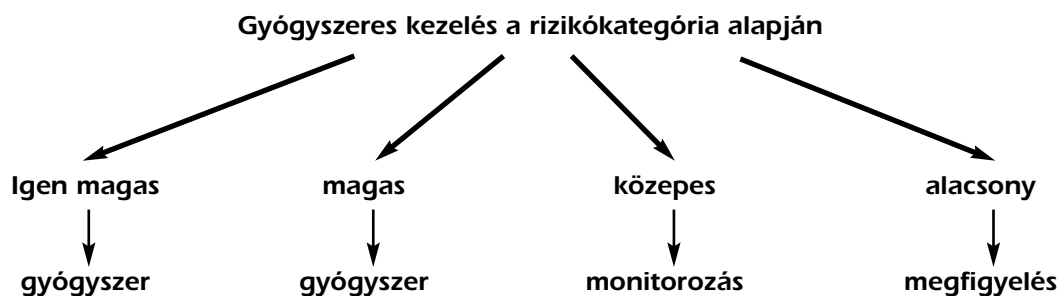 Gyógyszeres kezelés a rizikókategória alapján
Igen magas magas közepes alacsony
gyógyszer gyógyszer monitorozás megfigyelés